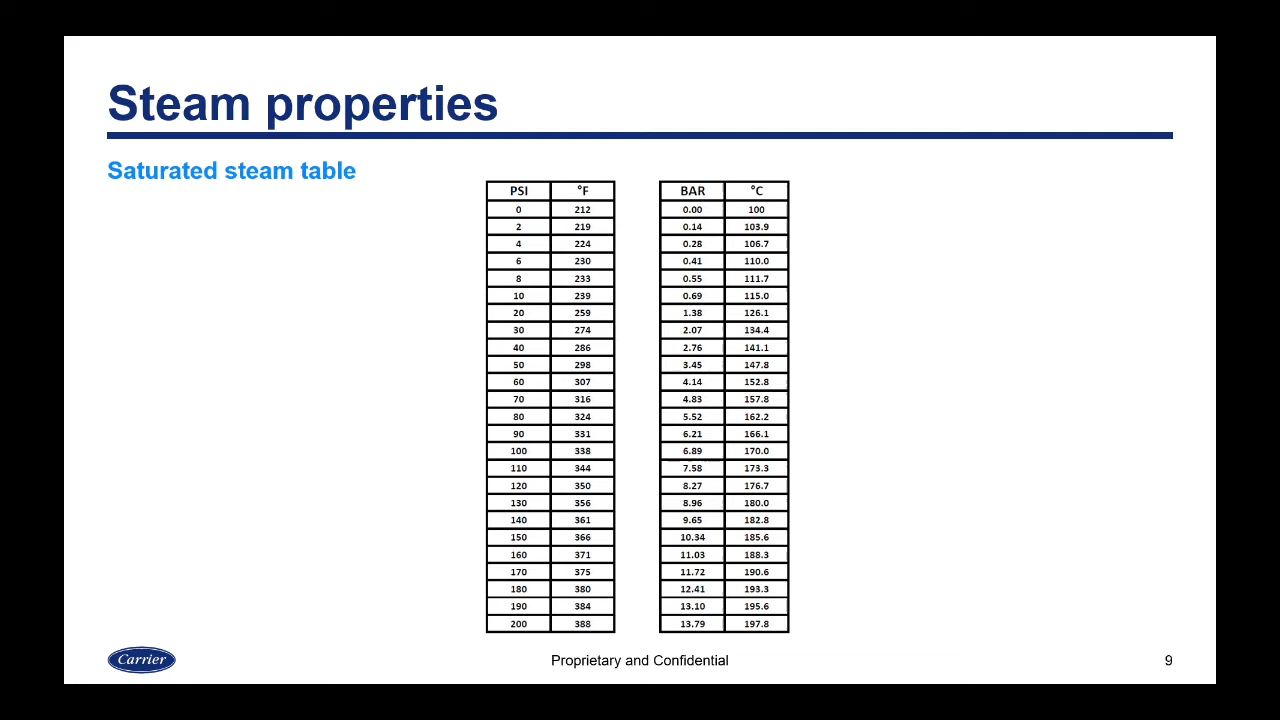 Steam properties
Saturated steam table
PSI °F BAR °C
0 212 0.00 100
2 219 0.14 103.9
4 224 0.28 106.7
6 230 0.41 110.0
8 233 0.55 111.7
10 239 0.69 115.0
20 259 1.38 126.1
30 274 2.07 134.4
40 286 2.76 141.1
50 298 3.45 147.8
60 307 4.14 152.8
70 316 4.83 157.8
80 324 5.52 162.2
90 331 6.21 166.1
100 338 6.89 170.0
110 344 7.58 173.3
120 350 8.27 176.7
130 356 8.96 180.0
140 361 9.65 182.8
150 366 10.34 185.6
160 371 11.03 188.3
170 375 11.72 190.6
180 380 12.41 193.3
190 384 13.10 195.6
200 388 13.79 197.8
Carrier Proprietary and Confidential 9